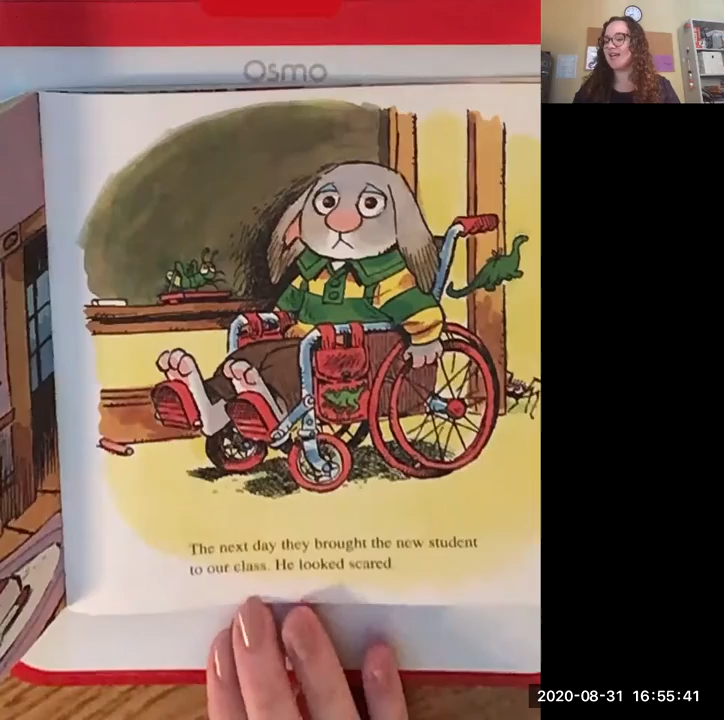 Osmo
The next day they brought the new student
to our class. He looked scared.
2020-08-31 16:55:41